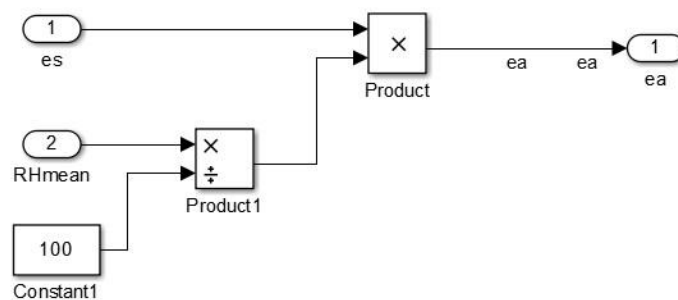 1
es
×
Product
ea ea
1
ea
2
RHmean
×
÷
Product1
100
Constant1